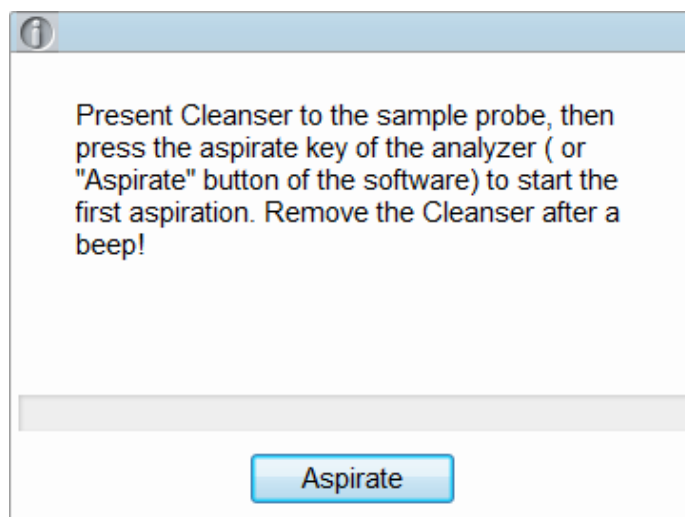 Present Cleanser to the sample probe, then
press the aspirate key of the analyzer ( or
"Aspirate" button of the software) to start the
first aspiration. Remove the Cleanser after a
beep!
Aspirate